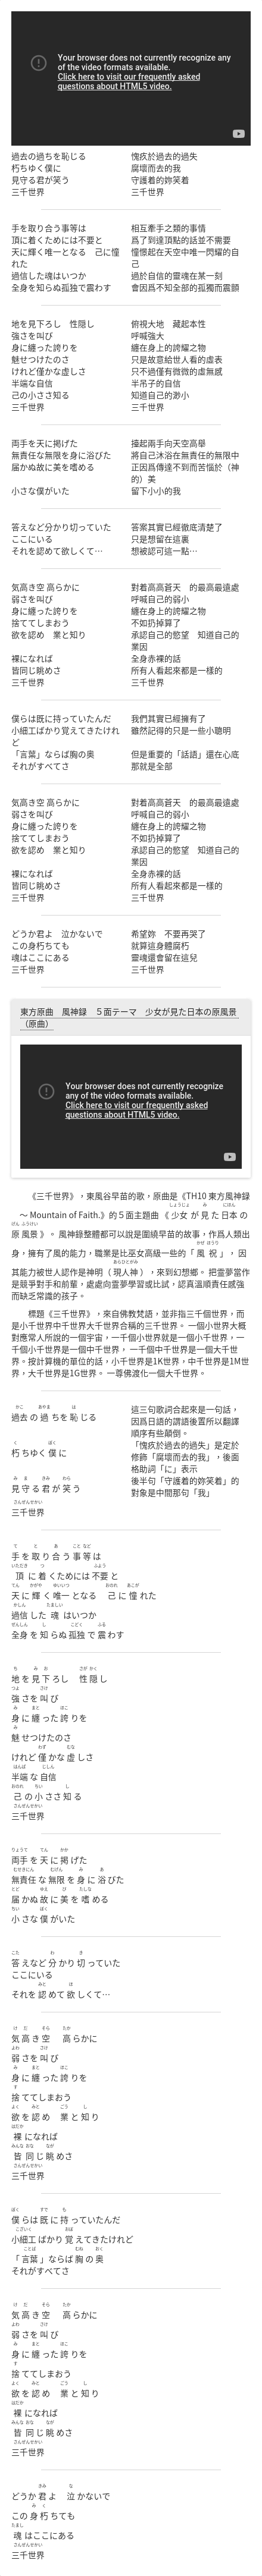 Your browser does not currently recognize any
of the video formats available.
Click here to visit our frequently asked
questions about HTML5 video.
過去の過ちを恥じる
朽ちゆく僕に
見守る君が笑う
三千世界
愧疚於過去的過失
腐壞而去的我
守護着的妳笑着
三千世界
手を取り合う事等は
頂に着くためには不要と
天に輝く唯一となる　己に憧
れた
過信した魂はいつか
全身を知らぬ孤独で震わす
相互牽手之類的事情
爲了到達頂點的話並不需要
憧憬起在天空中唯一閃耀的自
己
過於自信的靈魂在某一刻
會因爲不知全部的孤獨而震顫
地を見下ろし　性隠し
強さを叫び
身に纏った誇りを
魅せつけたのさ
けれど僅かな虚しさ
半端な自信
己の小ささ知る
三千世界
俯視大地　藏起本性
呼喊強大
纏在身上的誇耀之物
只是故意給世人看的虛表
只不過僅有微微的虛無感
半吊子的自信
知道自己的渺小
三千世界
両手を天に掲げた
無責任な無限を身に浴びた
届かぬ故に美を嗜める
小さな僕がいた
擡起兩手向天空高舉
將自己沐浴在無責任的無限中
正因爲傳達不到而苦惱於（神
的）美
留下小小的我
答えなど分かり切っていた
ここにいる
それを認めて欲しくて…
答案其實已經徹底清楚了
只是想留在這裏
想被認可這一點…
気高き空 高らかに
弱さを叫び
身に纏った誇りを
捨ててしまおう
欲を認め　業と知り
裸になれば
皆同じ眺めさ
三千世界
對着高高蒼天　的最高最遠處
呼喊自己的弱小
纏在身上的誇耀之物
不如扔掉算了
承認自己的慾望　知道自己的
業因
全身赤裸的話
所有人看起來都是一樣的
三千世界
僕らは既に持っていたんだ
小細工ばかり覚えてきたけれ
ど
「言葉」ならば胸の奥
それがすべてさ
我們其實已經擁有了
雖然記得的只是一些小聰明
但是重要的「話語」還在心底
那就是全部
気高き空 高らかに
弱さを叫び
身に纏った誇りを
捨ててしまおう
欲を認め　業と知り
裸になれば
皆同じ眺めさ
三千世界
對着高高蒼天　的最高最遠處
呼喊自己的弱小
纏在身上的誇耀之物
不如扔掉算了
承認自己的慾望　知道自己的
業因
全身赤裸的話
所有人看起來都是一樣的
三千世界
どうか君よ　泣かないで
この身朽ちても
魂はここにある
三千世界
希望妳　不要再哭了
就算這身體腐朽
靈魂還會留在這兒
三千世界
東方原曲　風神録　５面テーマ　少女が見た日本の原風景
（原曲）
Your browser does not currently recognize any
of the video formats available.
Click here to visit our frequently asked
questions about HTML5 video.
《三千世界》，東風谷早苗的歌，原曲是《TH10 東方風神錄
～ Mountain of Faith.》的５面主題曲《 少女 が 見 た 日本 の
原 風景 》。 風神錄整體都可以說是圍繞早苗的故事，作爲人類出
身，擁有了風的能力，職業是比巫女高級一些的「 風 祝 」， 因
其能力被世人認作是神明（ 現人神 ），來到幻想鄉。 把靈夢當作
是競爭對手和前輩，處處向靈夢學習或比試，認真溫順責任感強
而缺乏常識的孩子。
標題《三千世界》，來自佛教梵語，並非指三千個世界，而
是小千世界中千世界大千世界合稱的三千世界。 一個小世界大概
對應常人所說的一個宇宙，一千個小世界就是一個小千世界，一
千個小千世界是一個中千世界， 一千個中千世界是一個大千世
界。按計算機的單位的話，小千世界是1K世界，中千世界是1M世
界，大千世界是1G世界。 一尊佛渡化一個大千世界。
過去 の 過 ちを 恥 じる
朽 ちゆく 僕 に
見 守 る 君 が 笑 う
三千世界
這三句歌詞合起來是一句話，
因爲日語的謂語後置所以翻譯
順序有些顛倒。
「愧疚於過去的過失」是定於
修飾「腐壞而去的我」，後面
格助詞「に」表示
後半句「守護着的妳笑着」的
對象是中間那句「我」
手 を 取 り 合 う 事 等 は
頂 に 着 くためには 不要 と
天 に 輝 く 唯一 となる　 己 に 憧 れた
過信 した 魂 はいつか
全身 を 知 らぬ 孤独 で 震 わす
地 を 見 下 ろし　 性 隠 し
強 さを 叫 び
身 に 纏 った 誇 りを
魅 せつけたのさ
けれど 僅 かな 虚 しさ
半端 な 自信
己 の 小 ささ 知 る
三千世界
両手 を 天 に 掲 げた
無責任 な 無限 を 身 に 浴 びた
届 かぬ 故 に 美 を 嗜 める
小 さな 僕 がいた
答 えなど 分 かり 切 っていた
ここにいる
それを 認 めて 欲 しくて…
気 高 き 空　 高 らかに
弱 さを 叫 び
身 に 纏 った 誇 りを
捨 ててしまおう
欲 を 認 め　 業 と 知 り
裸 になれば
皆 同 じ 眺 めさ
三千世界
僕 らは 既 に 持 っていたんだ
小細工 ばかり 覚 えてきたけれど
「 言葉 」ならば 胸 の 奥
それがすべてさ
気 高 き 空　 高 らかに
弱 さを 叫 び
身 に 纏 った 誇 りを
捨 ててしまおう
欲 を 認 め　 業 と 知 り
裸 になれば
皆 同 じ 眺 めさ
三千世界
どうか 君 よ　 泣 かないで
この 身 朽 ちても
魂 はここにある
三千世界